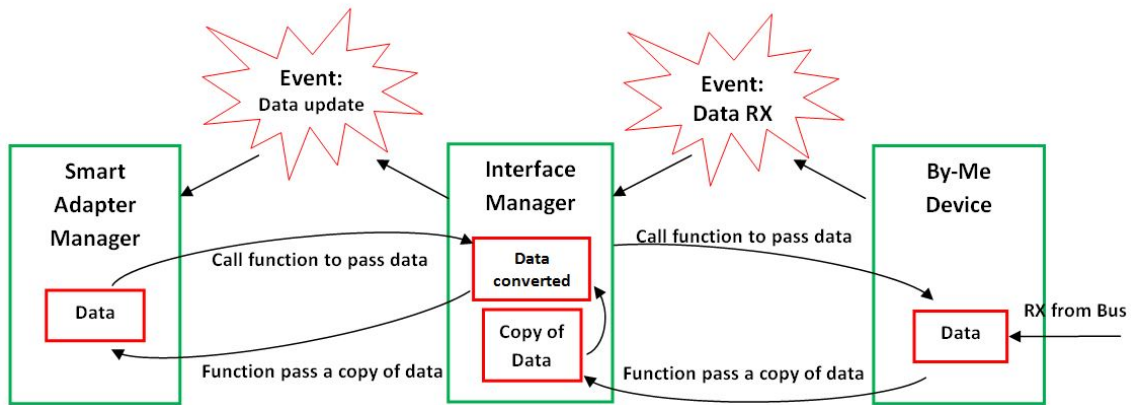 Event:
Data update
Event:
Data RX
Smart
Adapter
Manager
Interface
Manager
By-Me
Device
Call function to pass data
Call function to pass data
Data
converted
Data
Copy of
Data
Data
RX from Bus
Function pass a copy of data
Function pass a copy of data